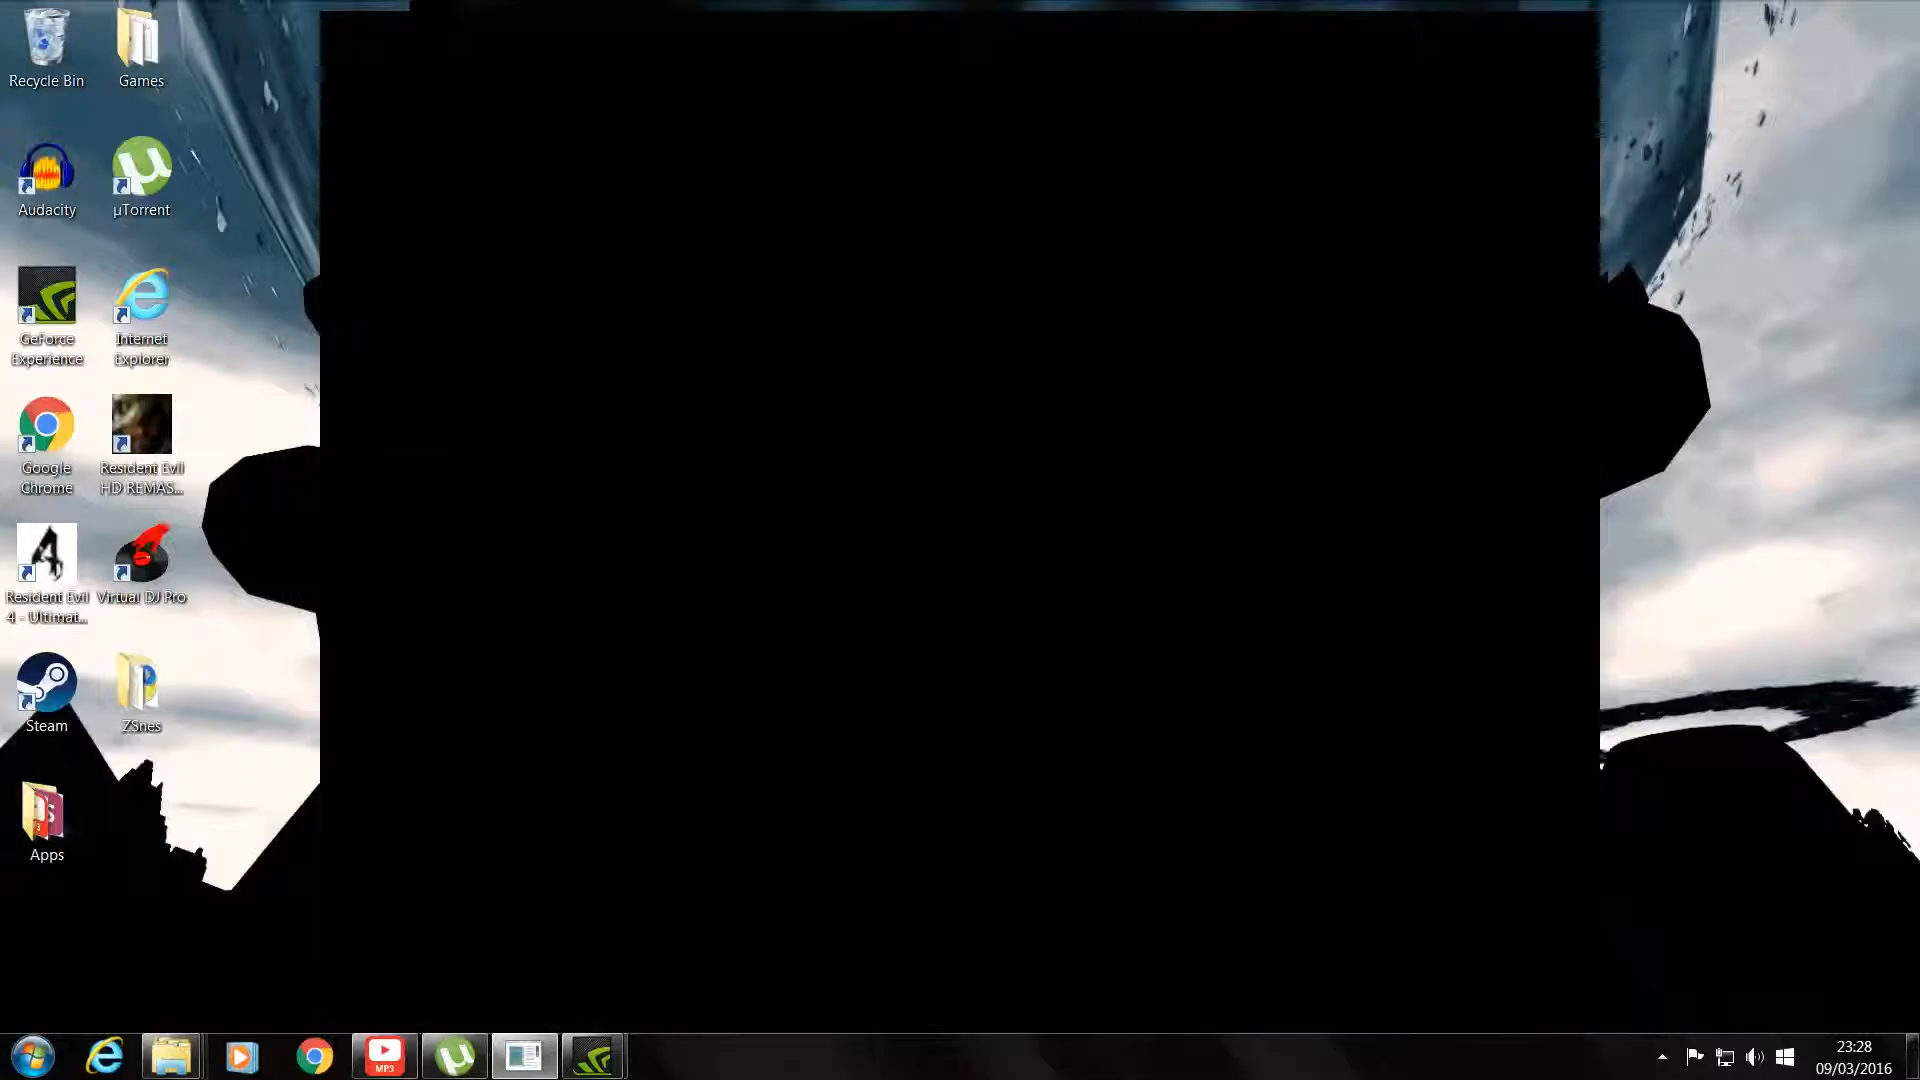 Recycle Bin
Games
Audacity
µTorrent
GeForce
Experience
Internet
Explorer
Google
Chrome
Resident Evil
HD REMAS...
Resident Evil
4 - Ultimat...
Virtual DJ Pro
Steam
ZSnes
Apps
MP3
23:28
09/03/2016